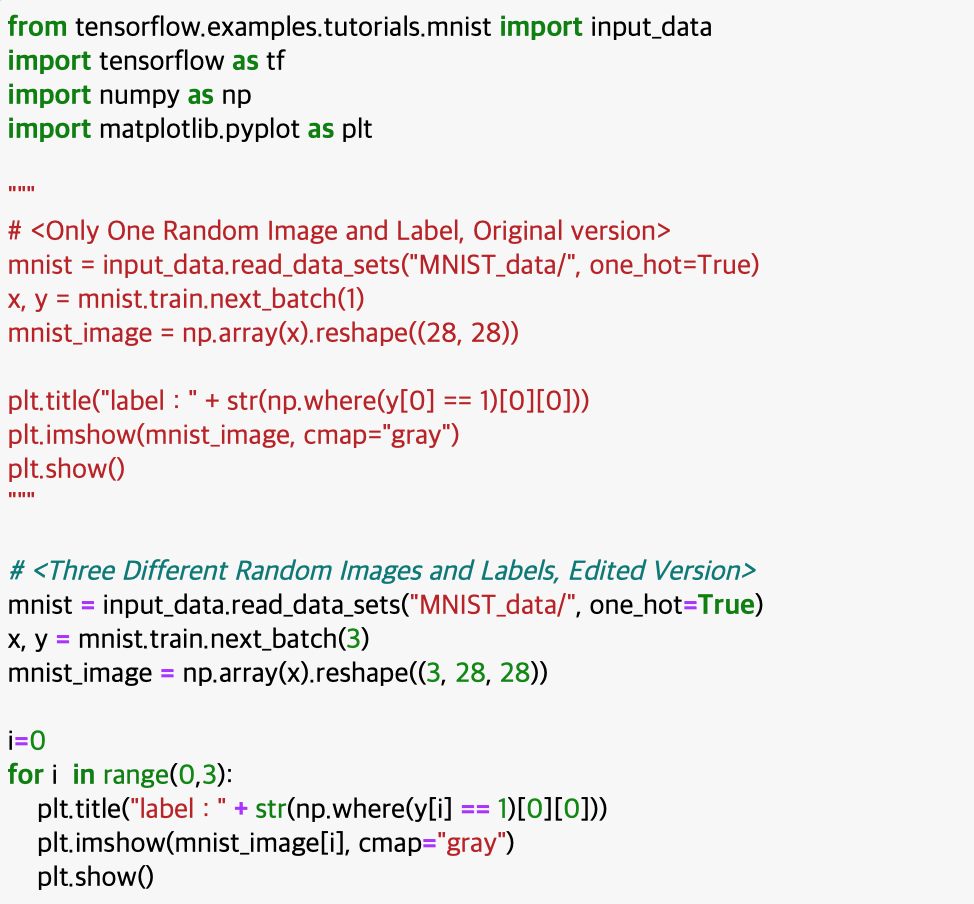 from tensorflow.examples.tutorials.mnist import input_data
import tensorflow as tf
import numpy as np
import matplotlib.pyplot as plt

"""
# <Only One Random Image and Label, Original version>
mnist = input_data.read_data_sets("MNIST_data/", one_hot=True)
x, y = mnist.train.next_batch(1)
mnist_image = np.array(x).reshape((28, 28))

plt.title("label : " + str(np.where(y[0] == 1)[0][0]))
plt.imshow(mnist_image, cmap="gray")
plt.show()
"""

# <Three Different Random Images and Labels, Edited Version>
mnist = input_data.read_data_sets("MNIST_data/", one_hot=True)
x, y = mnist.train.next_batch(3)
mnist_image = np.array(x).reshape((3, 28, 28))

i=0
for i  in range(0,3):
    plt.title("label : " + str(np.where(y[i] == 1)[0][0]))
    plt.imshow(mnist_image[i], cmap="gray")
    plt.show()